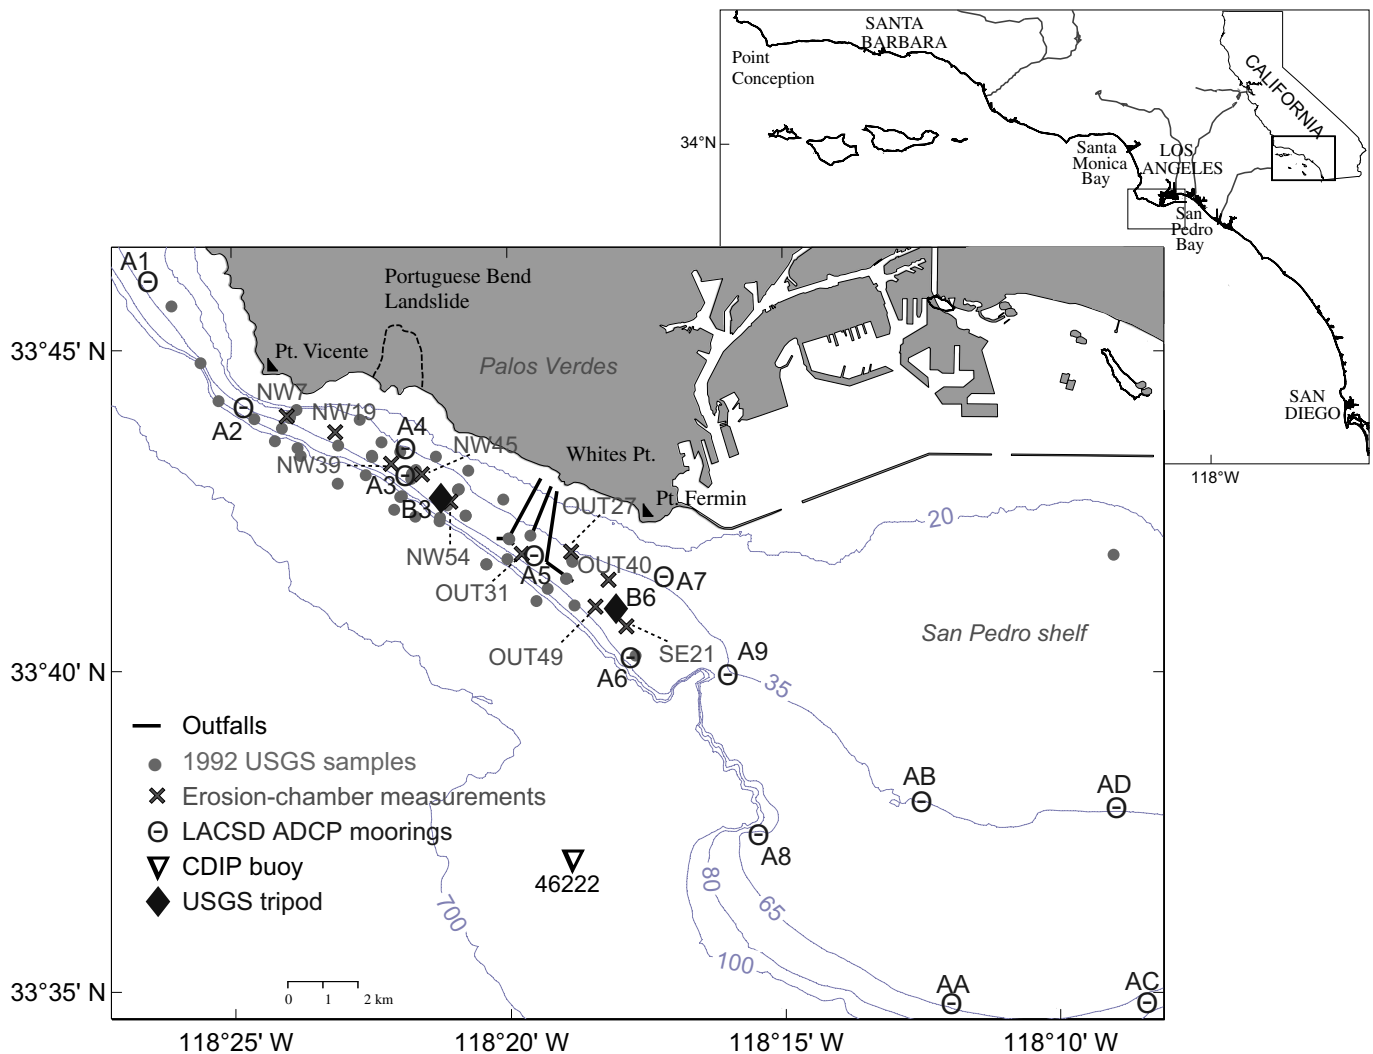 SANTA
BARBARA
Point
Conception
CALIFORNIA
34°N
Santa
Monica
Bay
LOS
ANGELES
San
Pedro
Bay
SAN
DIEGO
118°W
A1
Portuguese Bend
Landslide
Pt. Vicente
Palos Verdes
33°45' N
NW7
NW19
A2
A4
NW45
NW39
A3
Whites Pt.
Pt. Fermin
B3
OUT27
20
NW54
A5
OUT40
A7
OUT31
B6
San Pedro shelf
OUT49
SE21
A9
33°40' N
A6
35
Outfalls
1992 USGS samples
Erosion-chamber measurements
LACSD ADCP moorings
CDIP buoy
USGS tripod
AB
AD
A8
46222
80
65
700
100
AA
AC
33°35' N
0 1 2 km
118°25' W
118°20' W
118°15' W
118°10' W